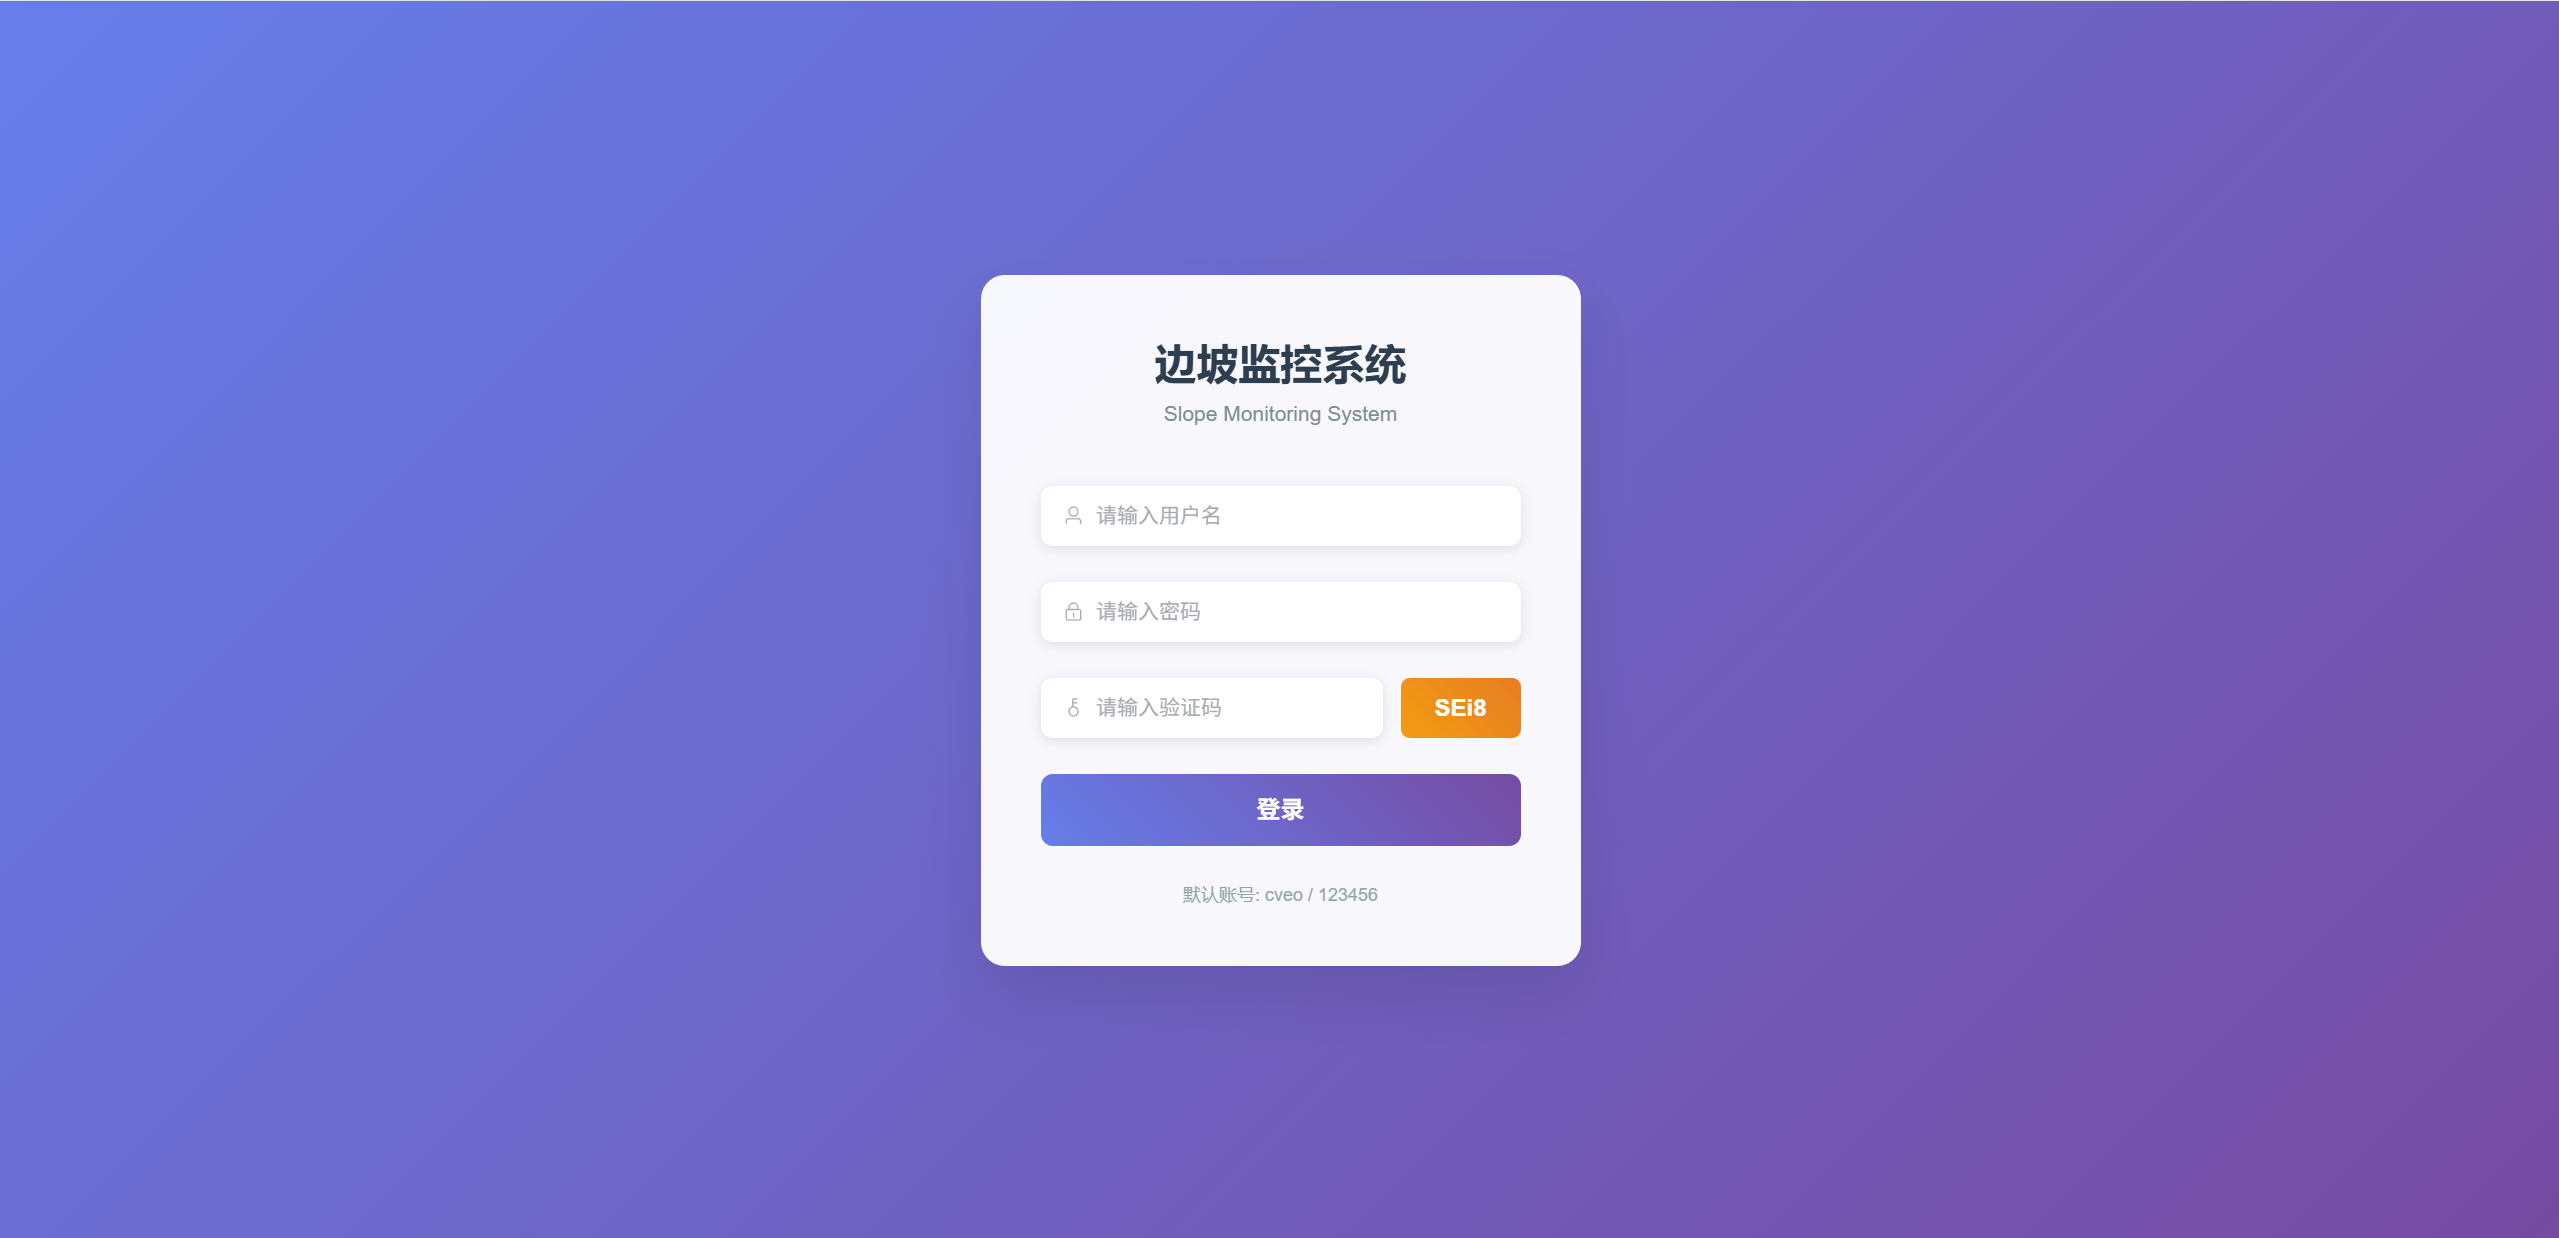 边坡监控系统
Slope Monitoring System
请输入用户名
请输入密码
请输入验证码
SEi8
登录
默认账号: cveo / 123456